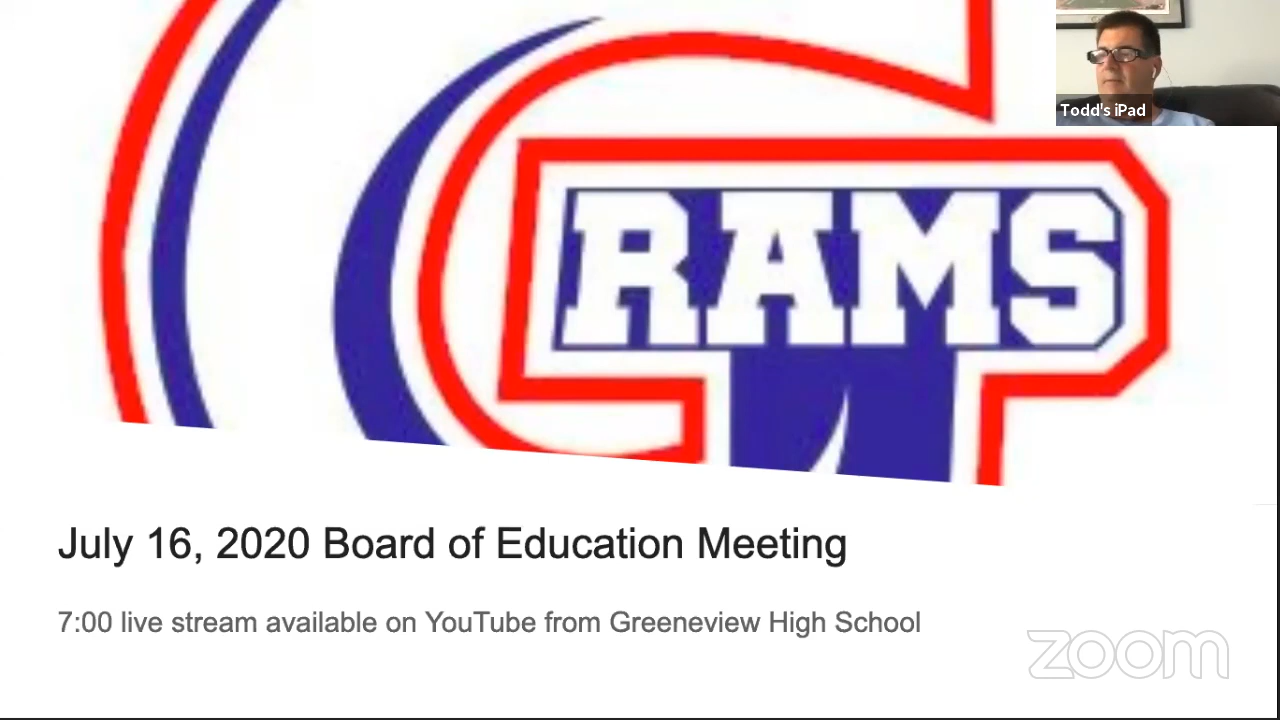 Todd's iPad
RAMS
July 16, 2020 Board of Education Meeting
7:00 live stream available on YouTube from Greeneview High School
zoom